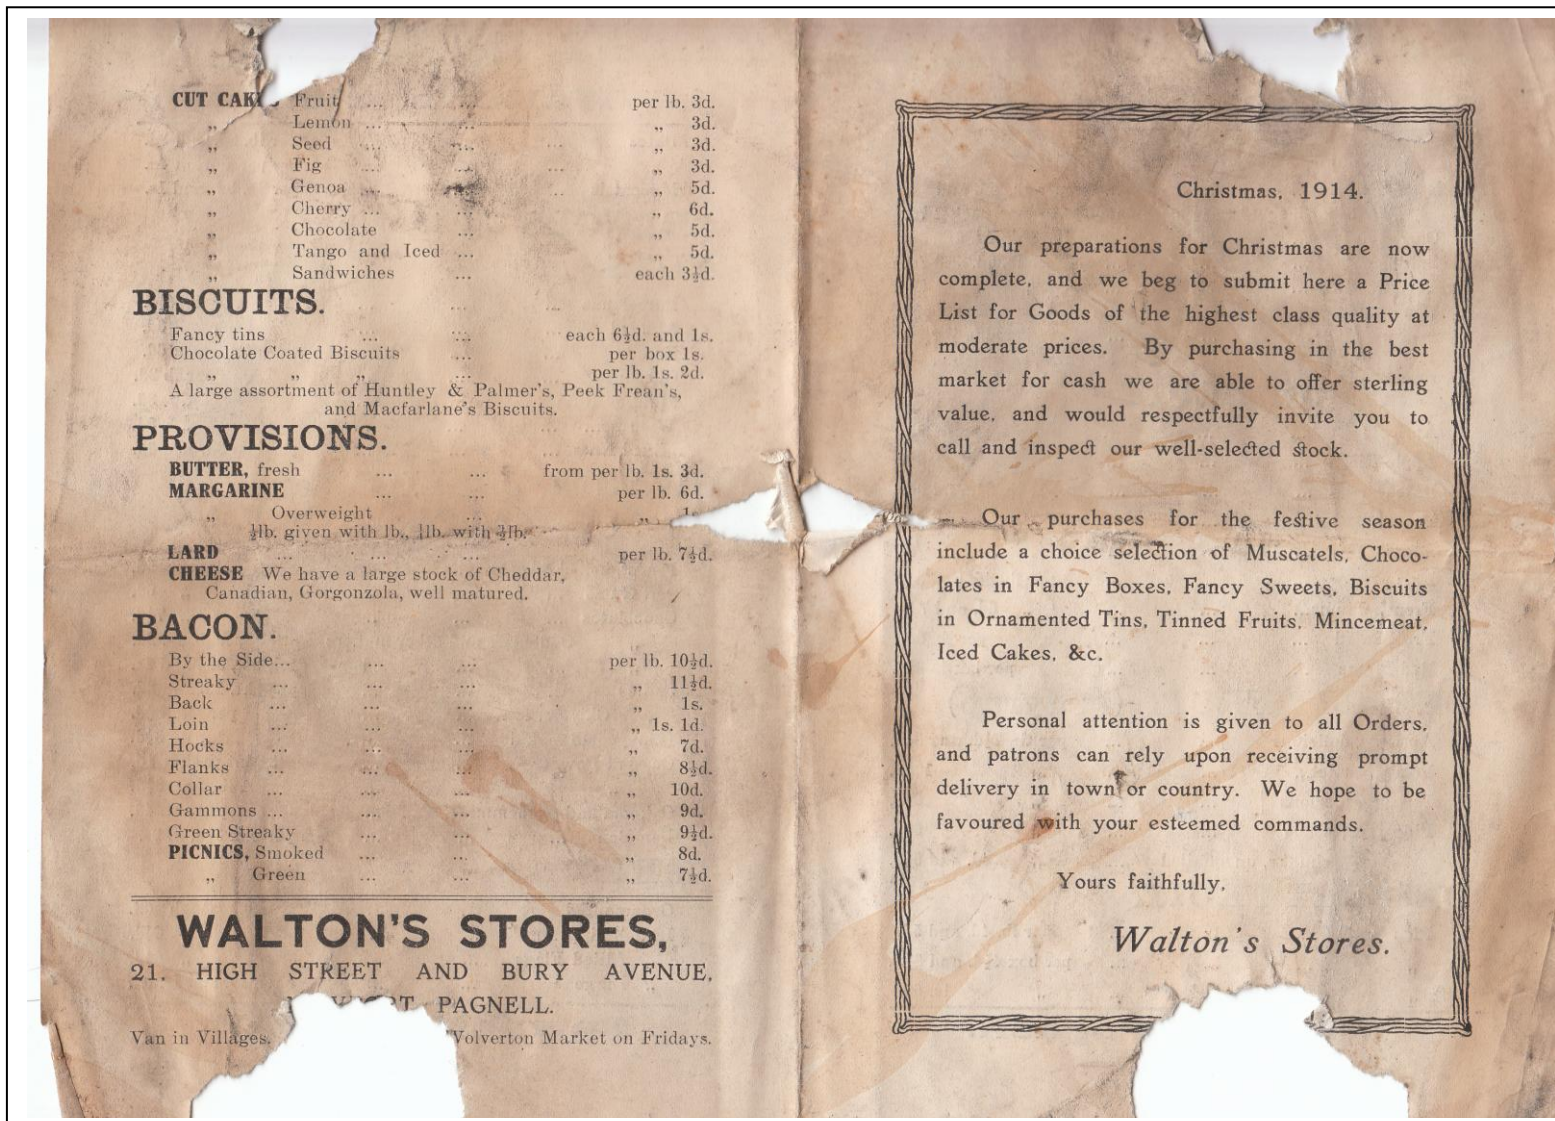 CUT CAKES Fruit ... ... per lb. 3d.
„ Lemon ... ... „ 3d.
„ Seed ... ... ... „ 3d.
„ Fig ... ... ... „ 3d.
„ Genoa ... ... „ 5d.
„ Cherry ... ... „ 6d.
„ Chocolate ... „ 5d.
„ Tango and Iced ... „ 5d.
„ Sandwiches ... each 3½d.
BISCUITS.
Fancy tins ... ... each 6½d. and 1s.
Chocolate Coated Biscuits ... per box 1s.
„ „ „ ... per lb. 1s. 2d.
A large assortment of Huntley & Palmer's, Peek Frean's,
and Macfarlane's Biscuits.
PROVISIONS.
BUTTER, fresh ... ... from per lb. 1s. 3d.
MARGARINE ... ... per lb. 6d.
„ Overweight ... „ 1s.
given with lb., with
LARD ... ... ... per lb. 7½d.
CHEESE We have a large stock of Cheddar,
Canadian, Gorgonzola, well matured.
BACON.
By the Side... ... ... per lb. 10½d.
Streaky ... ... ... „ 11½d.
Back ... ... ... „ 1s.
Loin ... ... ... „ 1s. 1d.
Hocks ... ... ... „ 7d.
Flanks ... ... ... „ 8½d.
Collar ... ... ... „ 10d.
Gammons ... ... ... „ 9d.
Green Streaky ... ... „ 9½d.
PICNICS, Smoked ... ... „ 8d.
„ Green ... ... „ 7½d.
WALTON'S STORES,
21. HIGH STREET AND BURY AVENUE,
PAGNELL.
Van in Villages. Wolverton Market on Fridays.
Christmas, 1914.
Our preparations for Christmas are now
complete, and we beg to submit here a Price
List for Goods of the highest class quality at
moderate prices. By purchasing in the best
market for cash we are able to offer sterling
value, and would respectfully invite you to
call and inspect our well-selected stock.
Our purchases for the festive season
include a choice selection of Muscatels, Choco-
lates in Fancy Boxes, Fancy Sweets, Biscuits
in Ornamented Tins, Tinned Fruits, Mincemeat,
Iced Cakes, &c.
Personal attention is given to all Orders,
and patrons can rely upon receiving prompt
delivery in town or country. We hope to be
favoured with your esteemed commands.
Yours faithfully,
Walton's Stores.